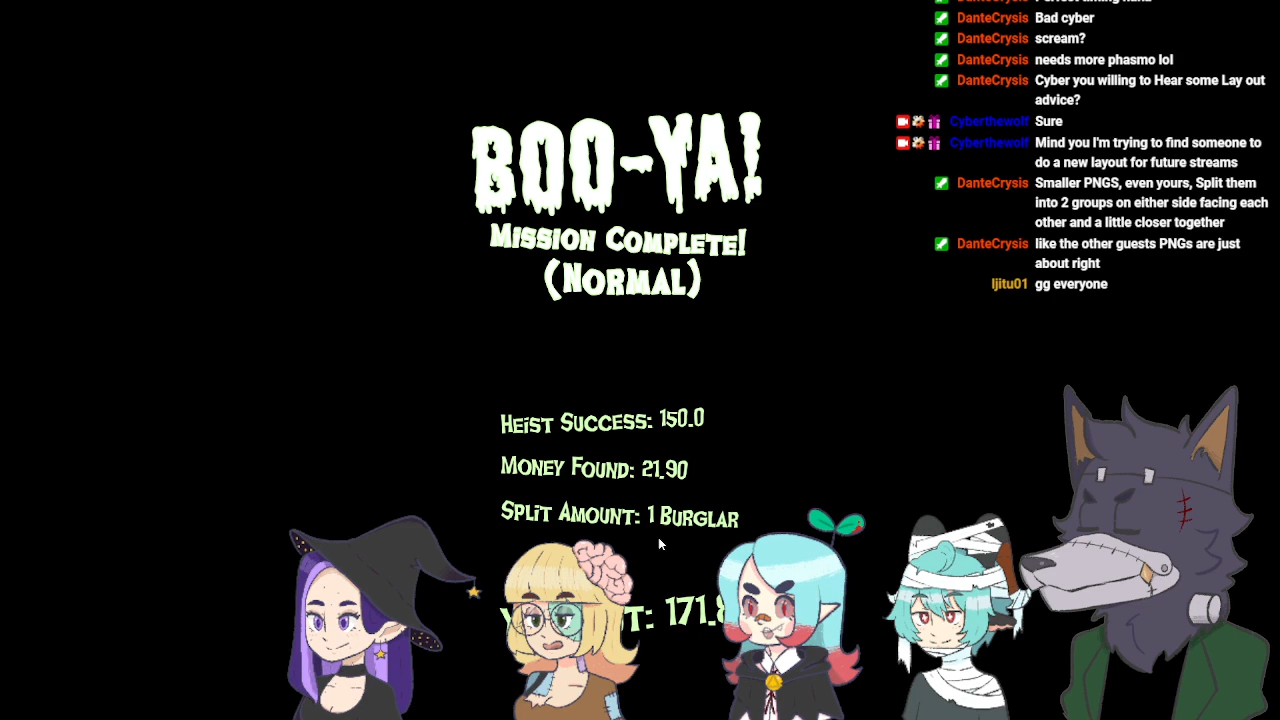 DanteCrysis
DanteCrysis Bad cyber
DanteCrysis scream?
DanteCrysis needs more phasmo lol
DanteCrysis Cyber you willing to Hear some Lay out
advice?
Cyberthewolf Sure
Cyberthewolf Mind you I'm trying to find someone to
do a new layout for future streams
DanteCrysis Smaller PNGS, even yours, Split them
into 2 groups on either side facing each
other and a little closer together
DanteCrysis like the other guests PNGs are just
about right
Ijitu01 gg everyone
BOO-YA!
Mission Complete!
(Normal)
Heist Success: 150.0
Money Found: 21.90
Split Amount: 1 Burglar